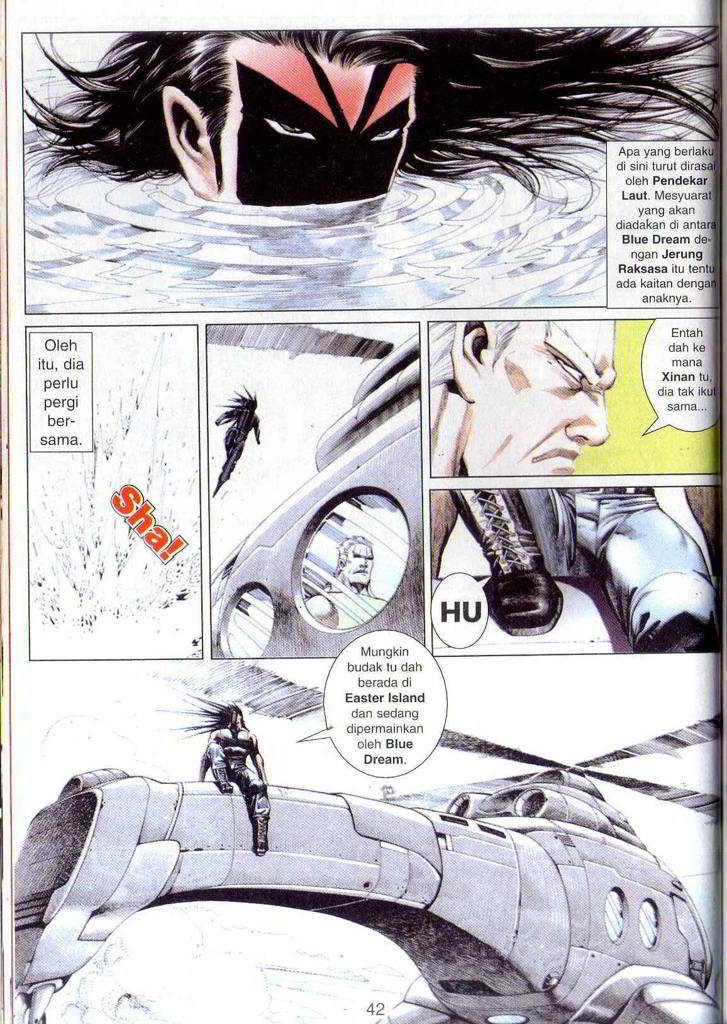 Apa yang berlaku
di sini turut dirasai
oleh Pendekar
Laut. Mesyuarat
yang akan
diadakan di antara
Blue Dream de-
ngan Jerung
Raksasa itu tentu
ada kaitan dengan
anaknya.
Oleh
itu, dia
perlu
pergi
ber-
sama.
Sha!
Entah
dah ke
mana
Xinan tu,
dia tak ikut
sama...
HU
Mungkin
budak tu dah
berada di
Easter Island
dan sedang
dipermainkan
oleh Blue
Dream.
42